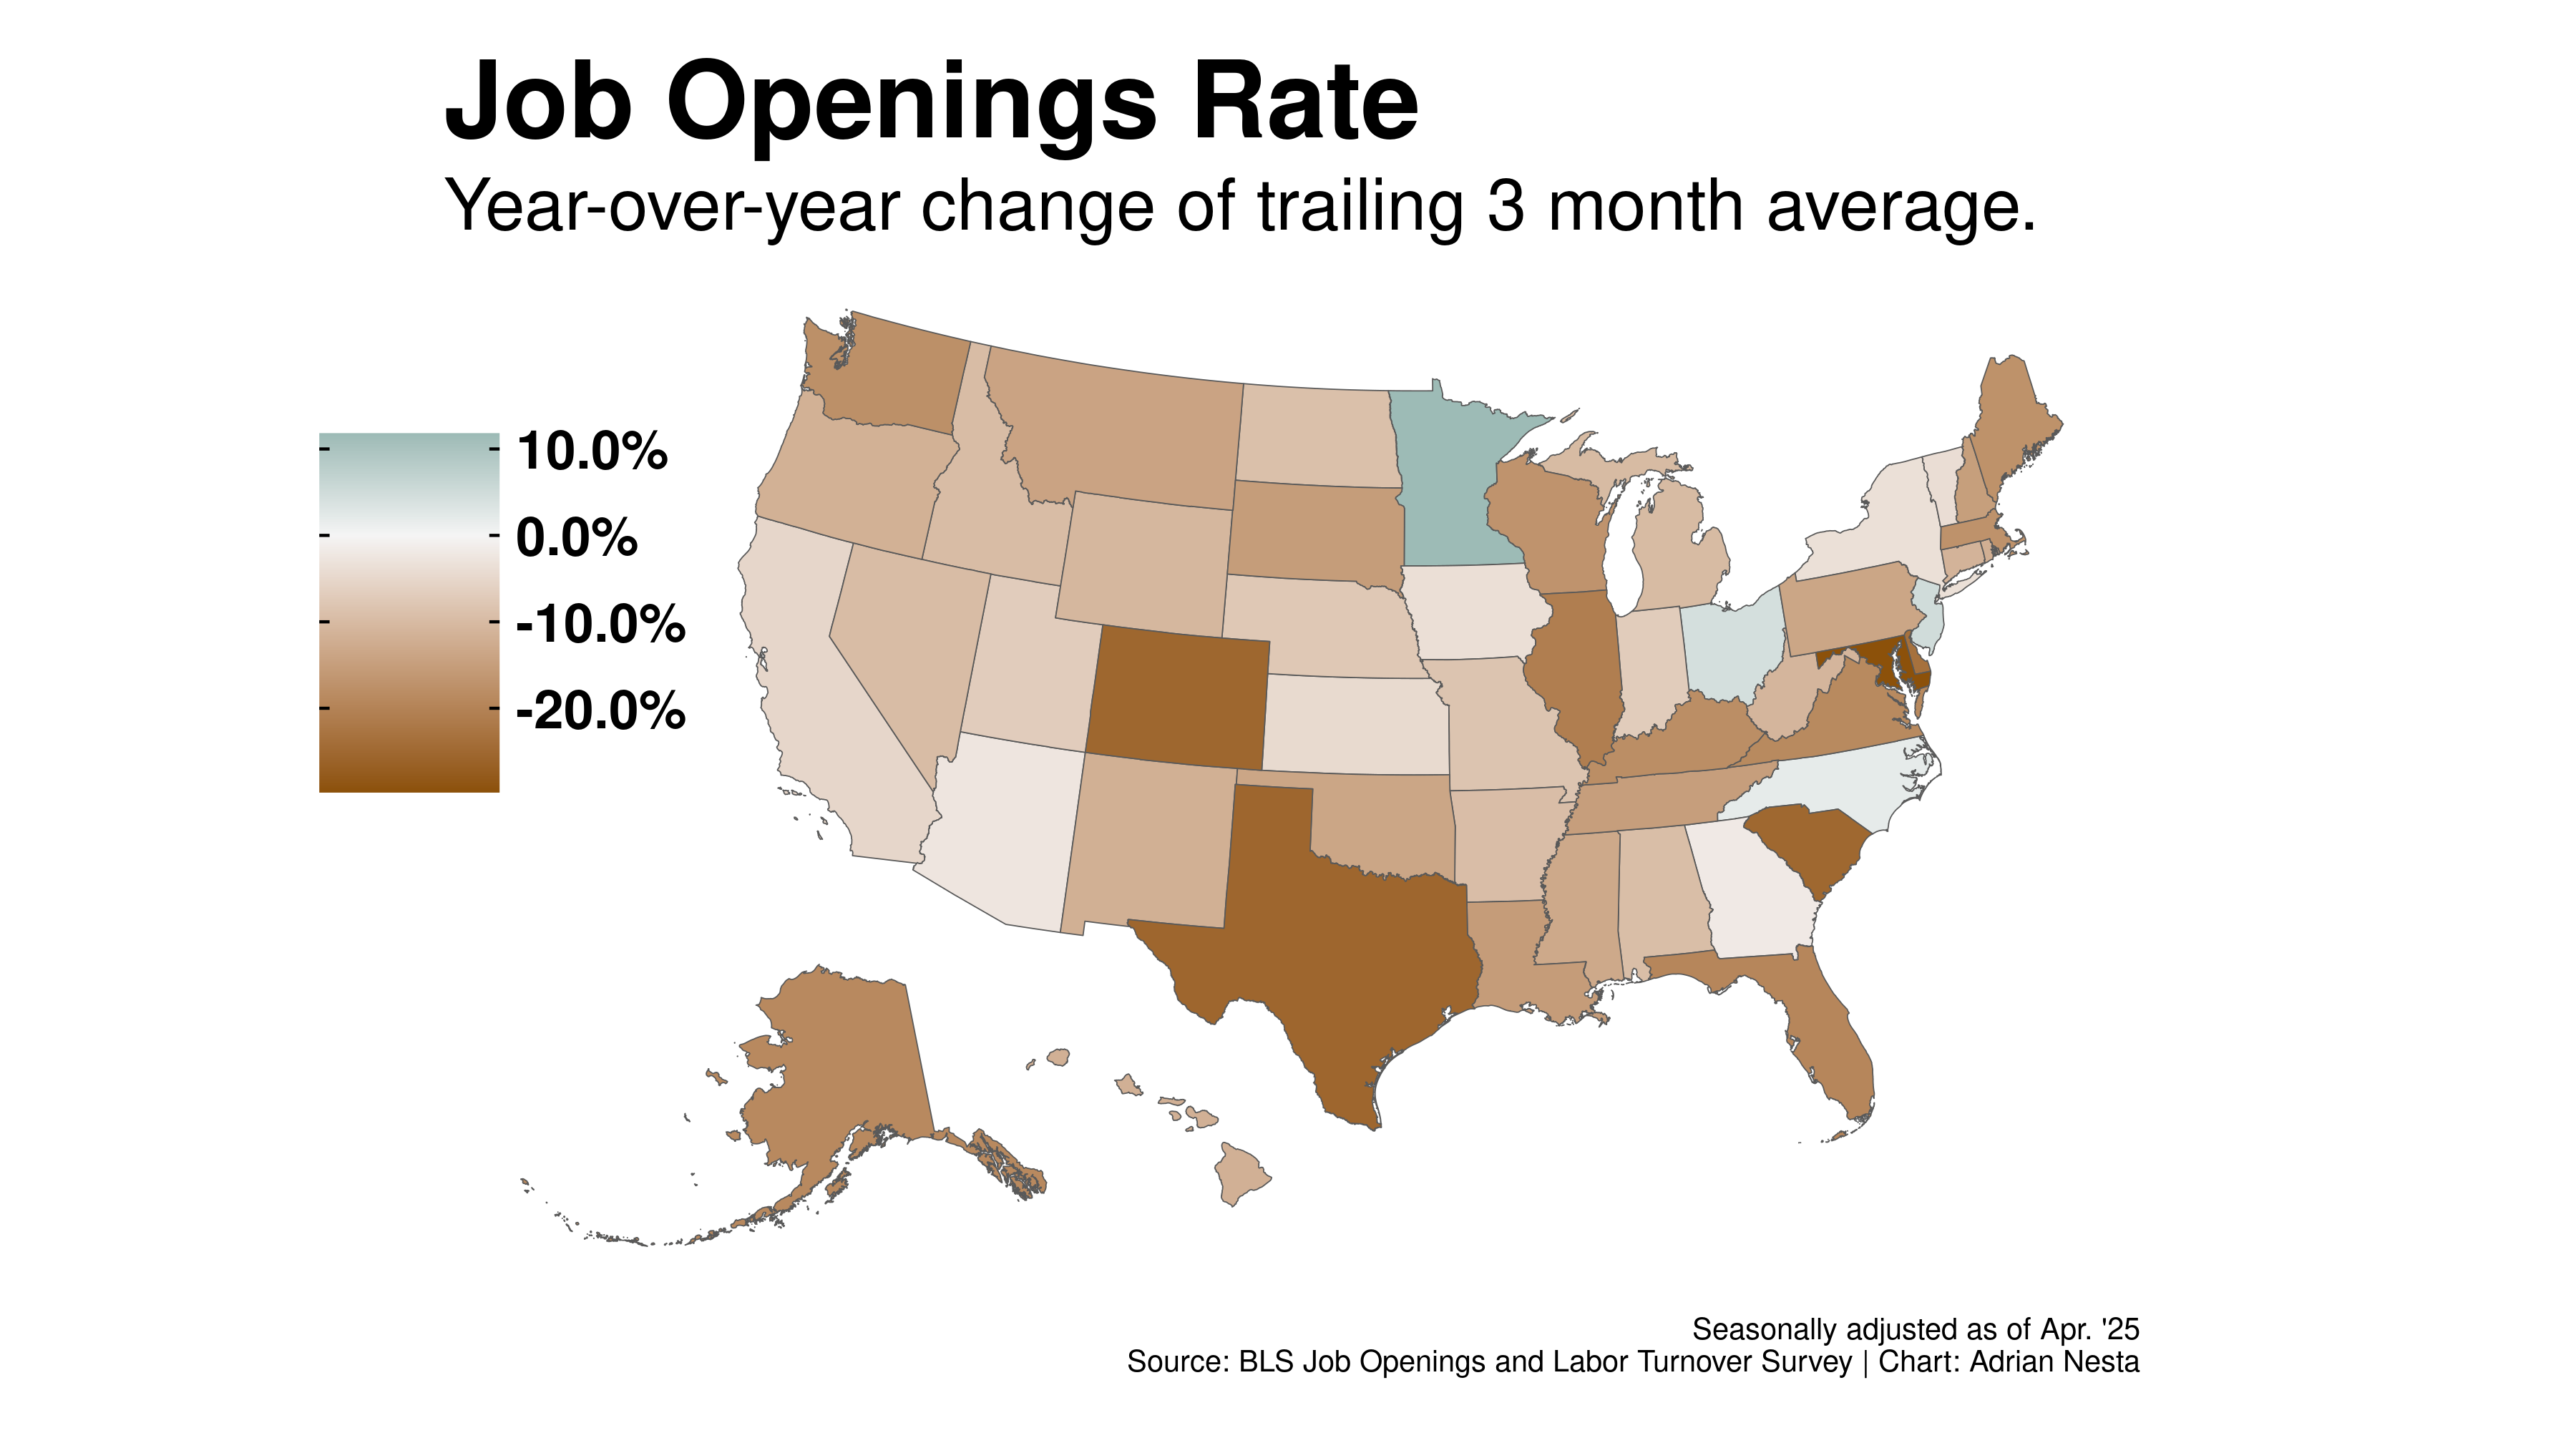 Job Openings Rate
Year-over-year change of trailing 3 month average.
10.0%
0.0%
-10.0%
-20.0%
Seasonally adjusted as of Apr. '25
Source: BLS Job Openings and Labor Turnover Survey | Chart: Adrian Nesta